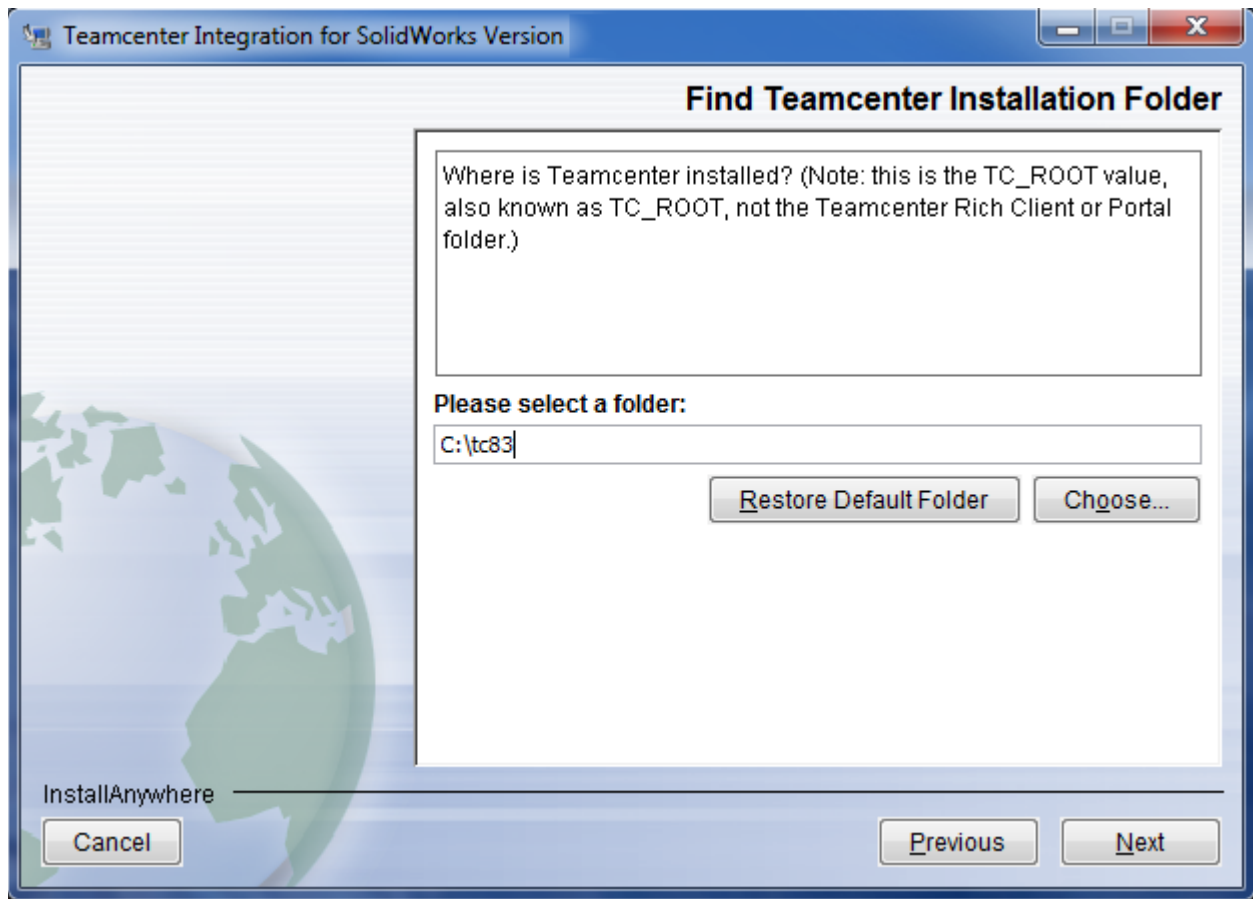 Teamcenter Integration for SolidWorks Version
Find Teamcenter Installation Folder
Where is Teamcenter installed? (Note: this is the TC_ROOT value,
also known as TC_ROOT, not the Teamcenter Rich Client or Portal
folder.)
Please select a folder:
C:\tc83
Restore Default Folder
Choose...
InstallAnywhere
Cancel
Previous
Next